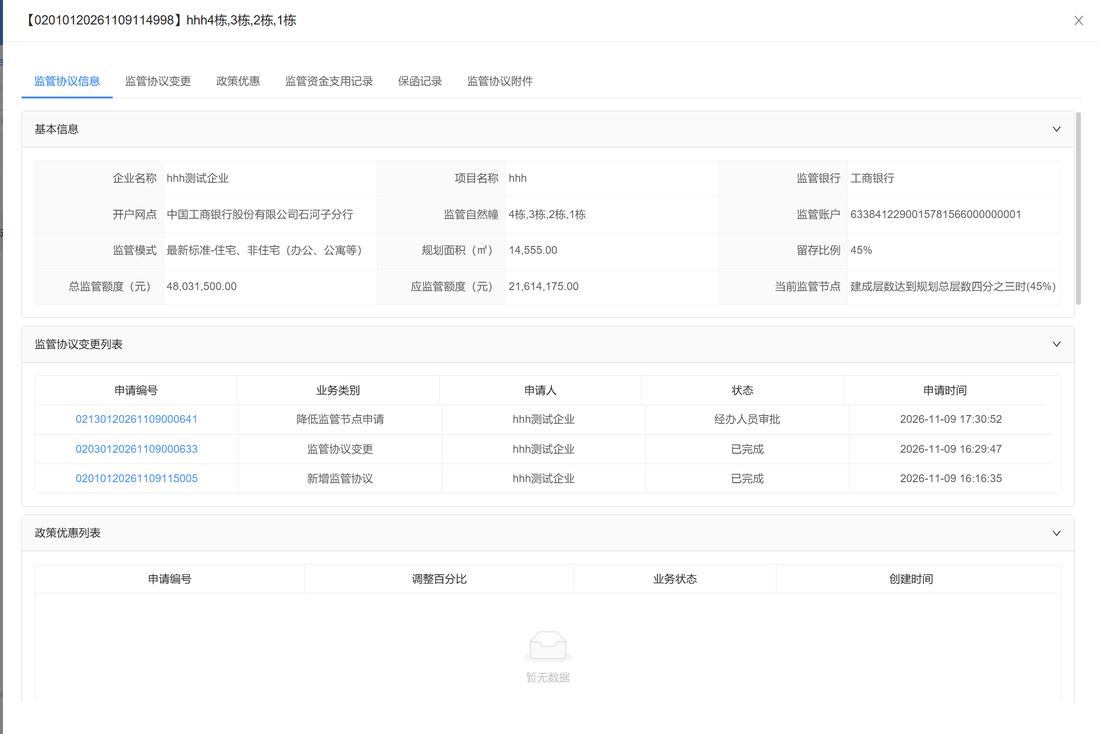 【02010120261109114998】hhh4栋,3栋,2栋,1栋
监管协议信息 监管协议变更 政策优惠 监管资金支用记录 保函记录 监管协议附件
基本信息
企业名称 hhh测试企业 项目名称 hhh 监管银行 工商银行
开户网点 中国工商银行股份有限公司石河子分行 监管自然幢 4栋,3栋,2栋,1栋 监管账户 6338412290015781566000000001
监管模式 最新标准-住宅、非住宅（办公、公寓等） 规划面积（㎡） 14,555.00 留存比例 45%
总监管额度（元） 48,031,500.00 应监管额度（元） 21,614,175.00 当前监管节点 建成层数达到规划总层数四分之三时(45%)
监管协议变更列表
申请编号 业务类别 申请人 状态 申请时间
02130120261109000641 降低监管节点申请 hhh测试企业 经办人员审批 2026-11-09 17:30:52
02030120261109000633 监管协议变更 hhh测试企业 已完成 2026-11-09 16:29:47
02010120261109115005 新增监管协议 hhh测试企业 已完成 2026-11-09 16:16:35
政策优惠列表
申请编号 调整百分比 业务状态 创建时间
暂无数据